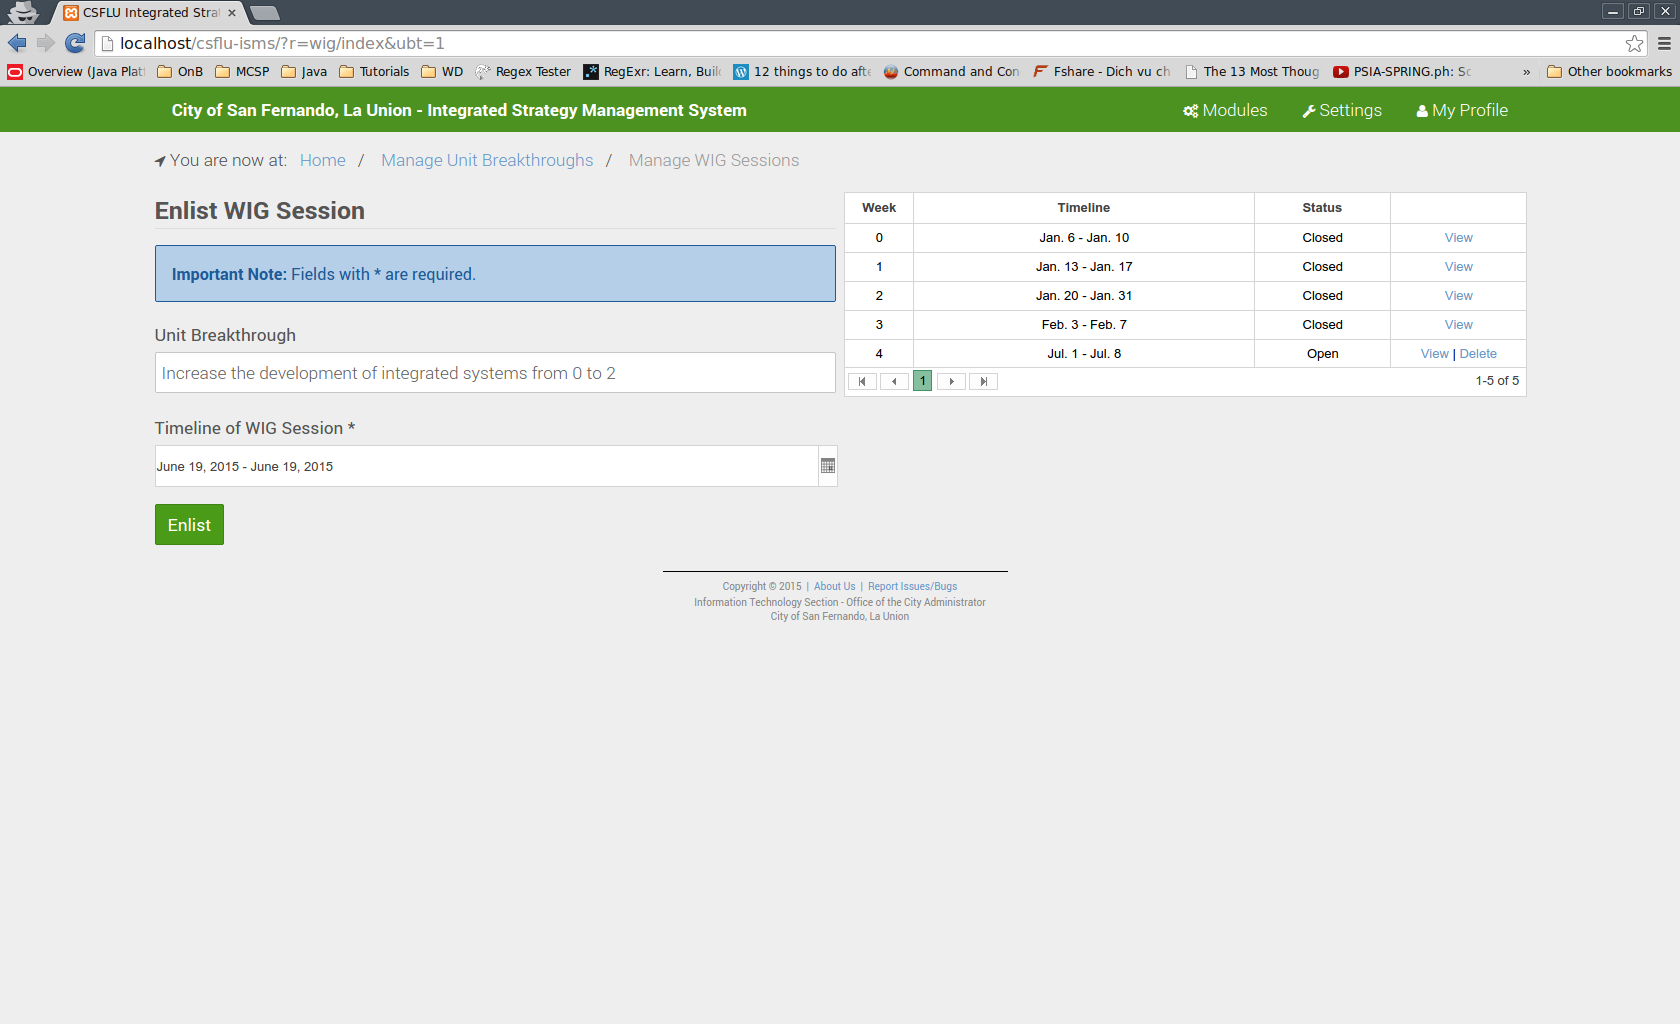 CSFLU Integrated Stra
localhost/csflu-isms/?r=wig/index&ubt=1
Overview (Java Plat OnB MCSP Java Tutorials WD Regex Tester RegExr: Learn, Buil 12 things to do afte Command and Con Fshare - Dich vu ch The 13 Most Thoug PSIA-SPRING.ph: Sc » Other bookmarks
City of San Fernando, La Union - Integrated Strategy Management System Modules Settings My Profile
You are now at: Home / Manage Unit Breakthroughs / Manage WIG Sessions
Enlist WIG Session
Important Note: Fields with * are required.
Unit Breakthrough
Increase the development of integrated systems from 0 to 2
Timeline of WIG Session *
June 19, 2015 - June 19, 2015
Enlist
Week Timeline Status
0 Jan. 6 - Jan. 10 Closed View
1 Jan. 13 - Jan. 17 Closed View
2 Jan. 20 - Jan. 31 Closed View
3 Feb. 3 - Feb. 7 Closed View
4 Jul. 1 - Jul. 8 Open View | Delete
1 1-5 of 5
Copyright © 2015 | About Us | Report Issues/Bugs
Information Technology Section - Office of the City Administrator
City of San Fernando, La Union